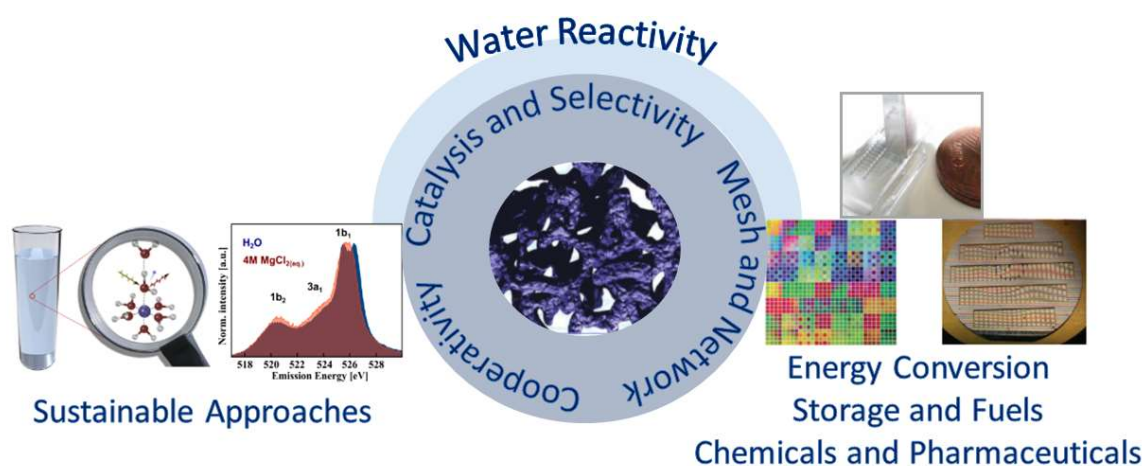 Water Reactivity
Catalysis and Selectivity
Mesh and Network
Cooperativity
H₂O
4M MgCl₂(aq.)
1b₁
3a₁
1b₂
Norm. intensity [a.u.]
518 520 522 524 526 528
Emission Energy [eV]
Sustainable Approaches
Energy Conversion
Storage and Fuels
Chemicals and Pharmaceuticals